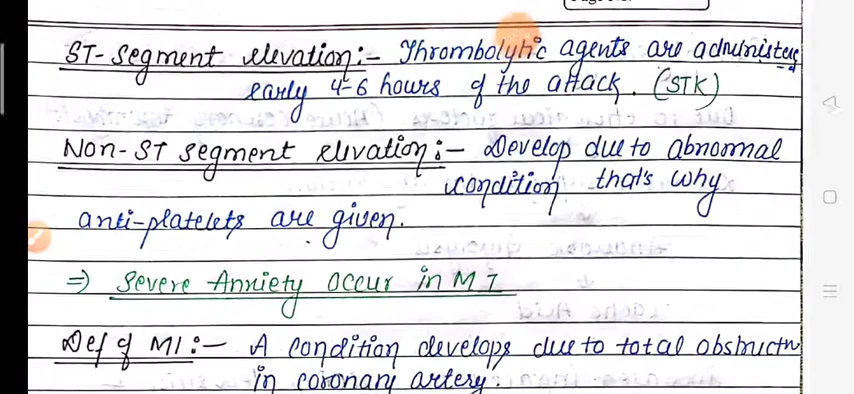 ST-segment elevation:- Thrombolytic agents are administer
early 4-6 hours of the attack. (STK)
Non-ST segment elivation:- Develop due to abnormal
condition that's why
anti-platelets are given.
⇒ Severe Anxiety occur in MI
Def of MI:- A condition develops due to total obstructn
in coronary artery.